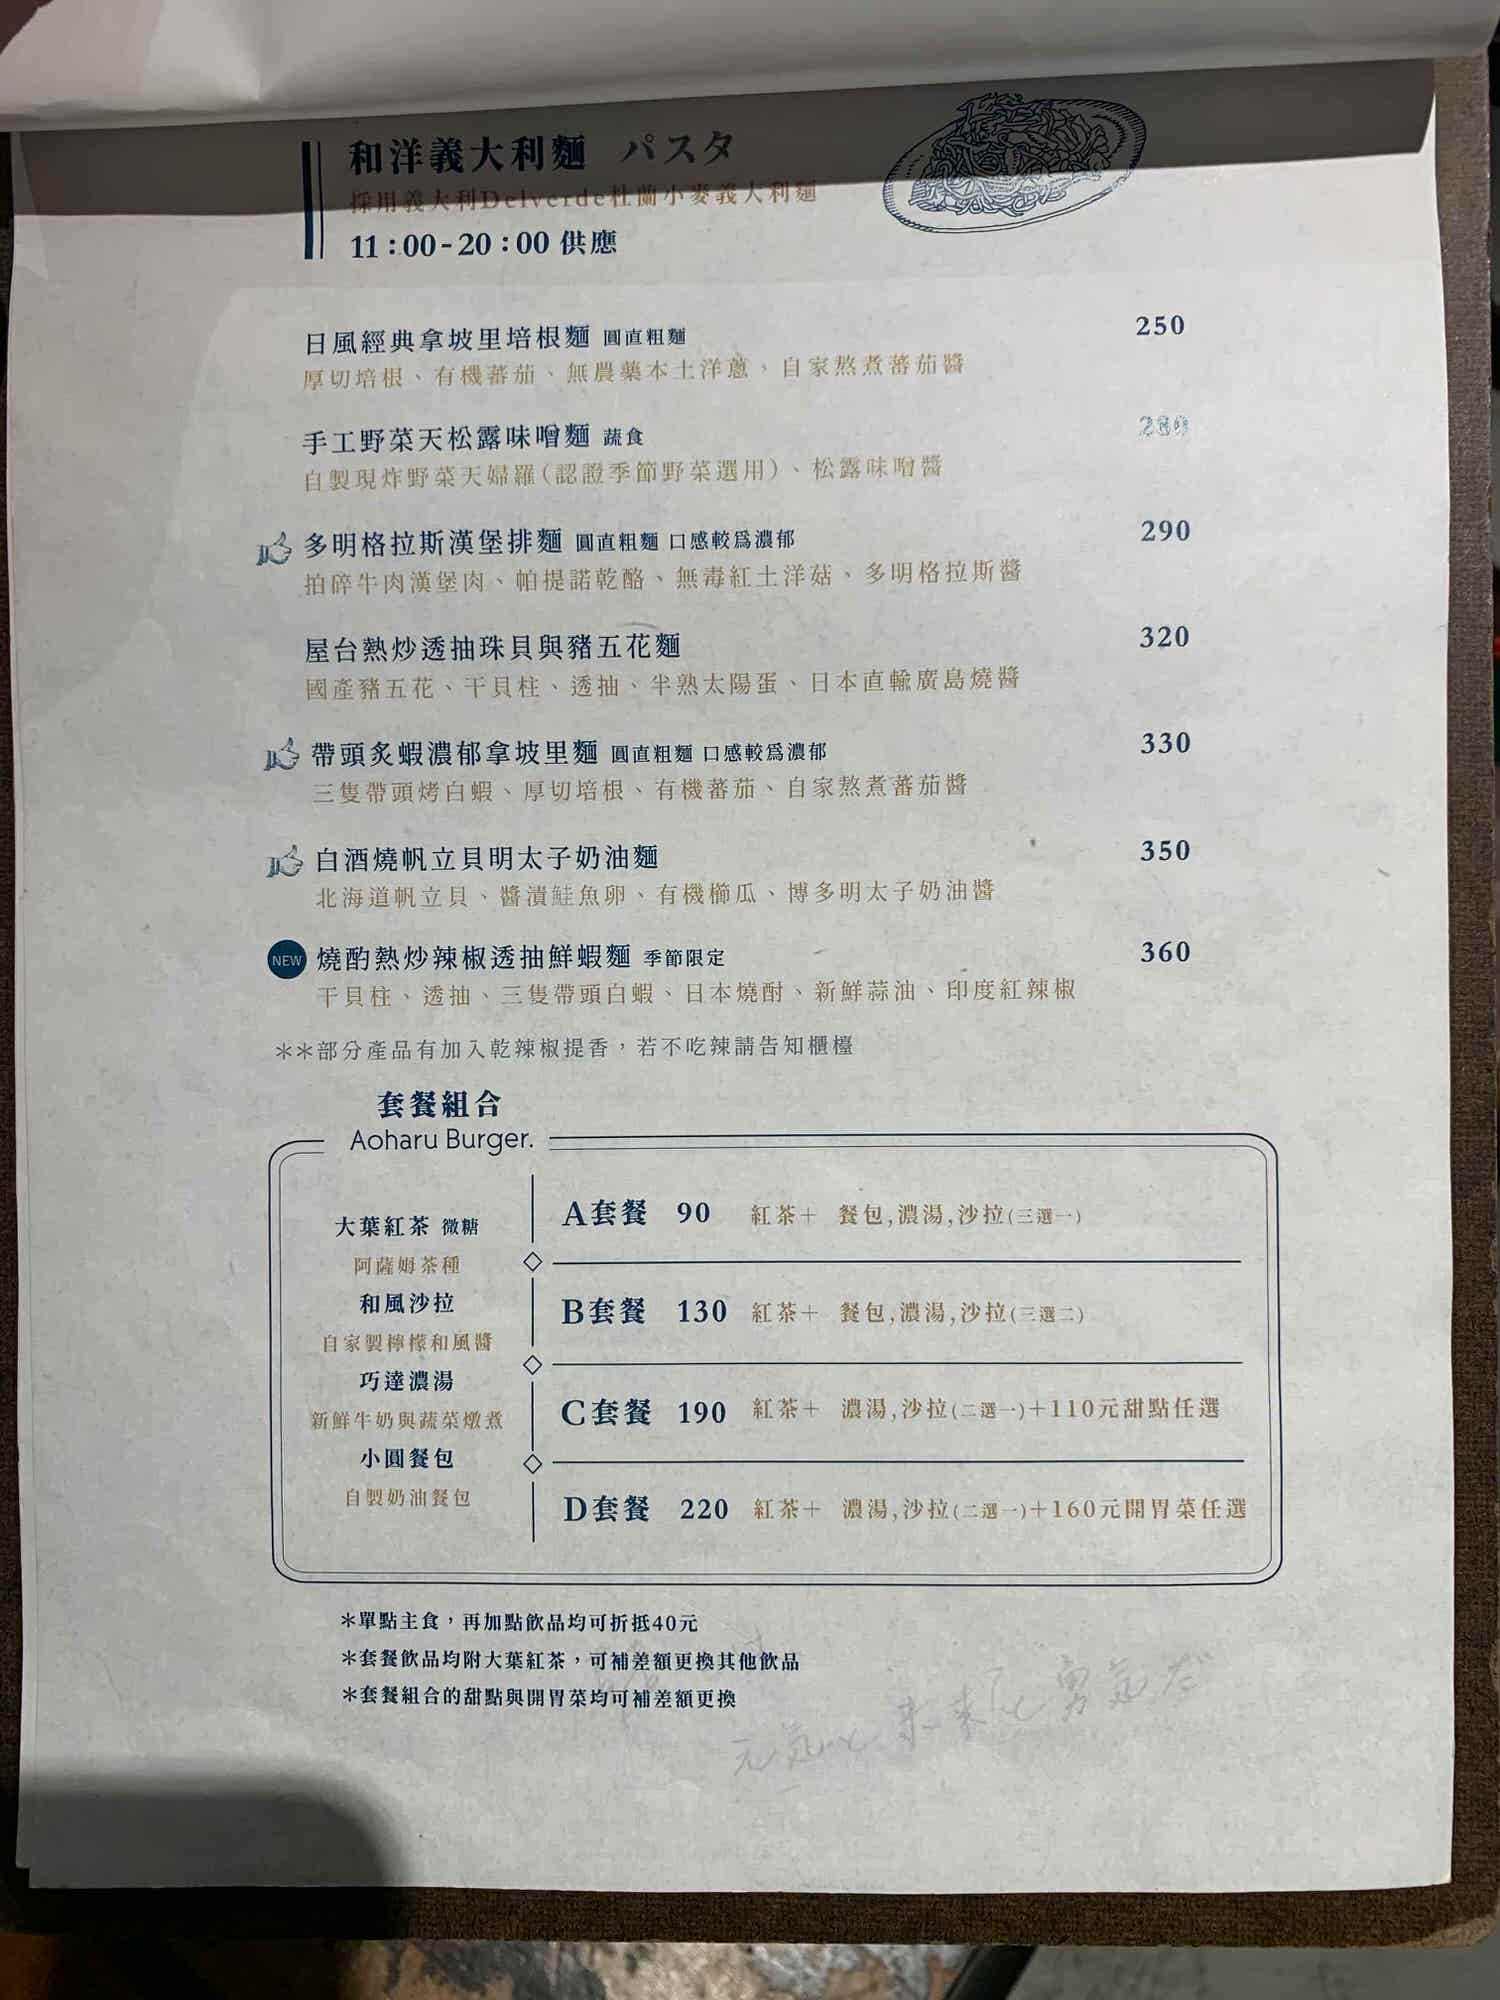 和洋義大利麵 パスタ
採用義大利Delverde杜蘭小麥義大利麵
11:00-20:00 供應
日風經典拿坡里培根麵 圓直粗麵 250
厚切培根、有機蕃茄、無農藥本土洋蔥，自家熬煮蕃茄醬
手工野菜天松露味噌麵 蔬食
自製現炸野菜天婦羅(認證季節野菜選用)、松露味噌醬
多明格拉斯漢堡排麵 圓直粗麵 口感較爲濃郁 290
拍碎牛肉漢堡肉、帕提諾乾酪、無毒紅土洋菇、多明格拉斯醬
屋台熱炒透抽珠貝與豬五花麵 320
國產豬五花、干貝柱、透抽、半熟太陽蛋、日本直輸廣島燒醬
帶頭炙蝦濃郁拿坡里麵 圓直粗麵 口感較爲濃郁 330
三隻帶頭烤白蝦、厚切培根、有機蕃茄、自家熬煮蕃茄醬
白酒燒帆立貝明太子奶油麵 350
北海道帆立貝、醬漬鮭魚卵、有機櫛瓜、博多明太子奶油醬
NEW 燒酌熱炒辣椒透抽鮮蝦麵 季節限定 360
干貝柱、透抽、三隻帶頭白蝦、日本燒酎、新鮮蒜油、印度紅辣椒
**部分產品有加入乾辣椒提香，若不吃辣請告知櫃檯
套餐組合
Aoharu Burger.
大葉紅茶 微糖
阿薩姆茶種
和風沙拉
自家製檸檬和風醬
巧達濃湯
新鮮牛奶與蔬菜燉煮
小圓餐包
自製奶油餐包
A套餐 90 紅茶+ 餐包,濃湯,沙拉(三選一)
B套餐 130 紅茶+ 餐包,濃湯,沙拉(三選二)
C套餐 190 紅茶+ 濃湯,沙拉(二選一)+110元甜點任選
D套餐 220 紅茶+ 濃湯,沙拉(二選一)+160元開胃菜任選
*單點主食，再加點飲品均可折抵40元
*套餐飲品均附大葉紅茶，可補差額更換其他飲品
*套餐組合的甜點與開胃菜均可補差額更換